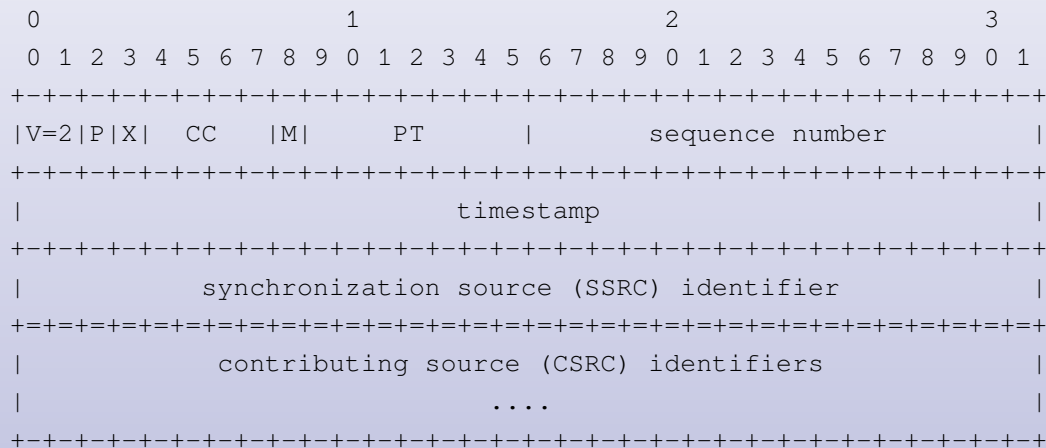 0                   1                   2                   3
0 1 2 3 4 5 6 7 8 9 0 1 2 3 4 5 6 7 8 9 0 1 2 3 4 5 6 7 8 9 0 1
+-+-+-+-+-+-+-+-+-+-+-+-+-+-+-+-+-+-+-+-+-+-+-+-+-+-+-+-+-+-+-+-+
|V=2|P|X|  CC   |M|     PT      |       sequence number         |
+-+-+-+-+-+-+-+-+-+-+-+-+-+-+-+-+-+-+-+-+-+-+-+-+-+-+-+-+-+-+-+-+
|                           timestamp                           |
+-+-+-+-+-+-+-+-+-+-+-+-+-+-+-+-+-+-+-+-+-+-+-+-+-+-+-+-+-+-+-+-+
|           synchronization source (SSRC) identifier            |
+=+=+=+=+=+=+=+=+=+=+=+=+=+=+=+=+=+=+=+=+=+=+=+=+=+=+=+=+=+=+=+=+
|            contributing source (CSRC) identifiers             |
|                             ....                              |
+-+-+-+-+-+-+-+-+-+-+-+-+-+-+-+-+-+-+-+-+-+-+-+-+-+-+-+-+-+-+-+-+